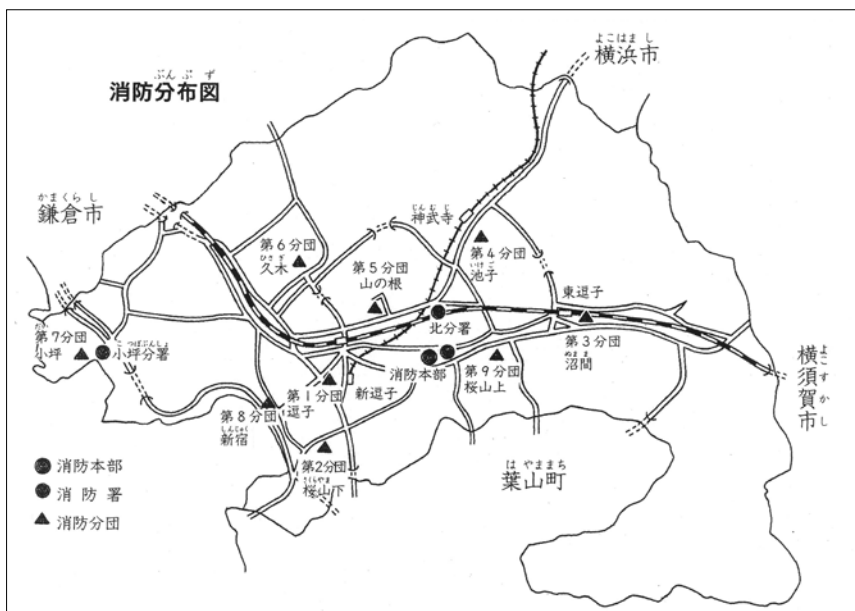 ぶんぷず
消防分布図
よこはまし
横浜市
かまくらし
鎌倉市
じんむじ
神武寺
第6分団
ひさぎ
久木
第5分団
山の根
第4分団
いけご
池子
東逗子
北分署
第7分団
小坪
こつぼぶんしょ
小坪分署
消防本部
第3分団
ぬまま
沼間
第9分団
桜山上
新逗子
第1分団
逗子
第8分団
しんじゅく
新宿
第2分団
さくらやま
桜山下
よこすかし
横須賀市
はやままち
葉山町
消防本部
消防署
消防分団